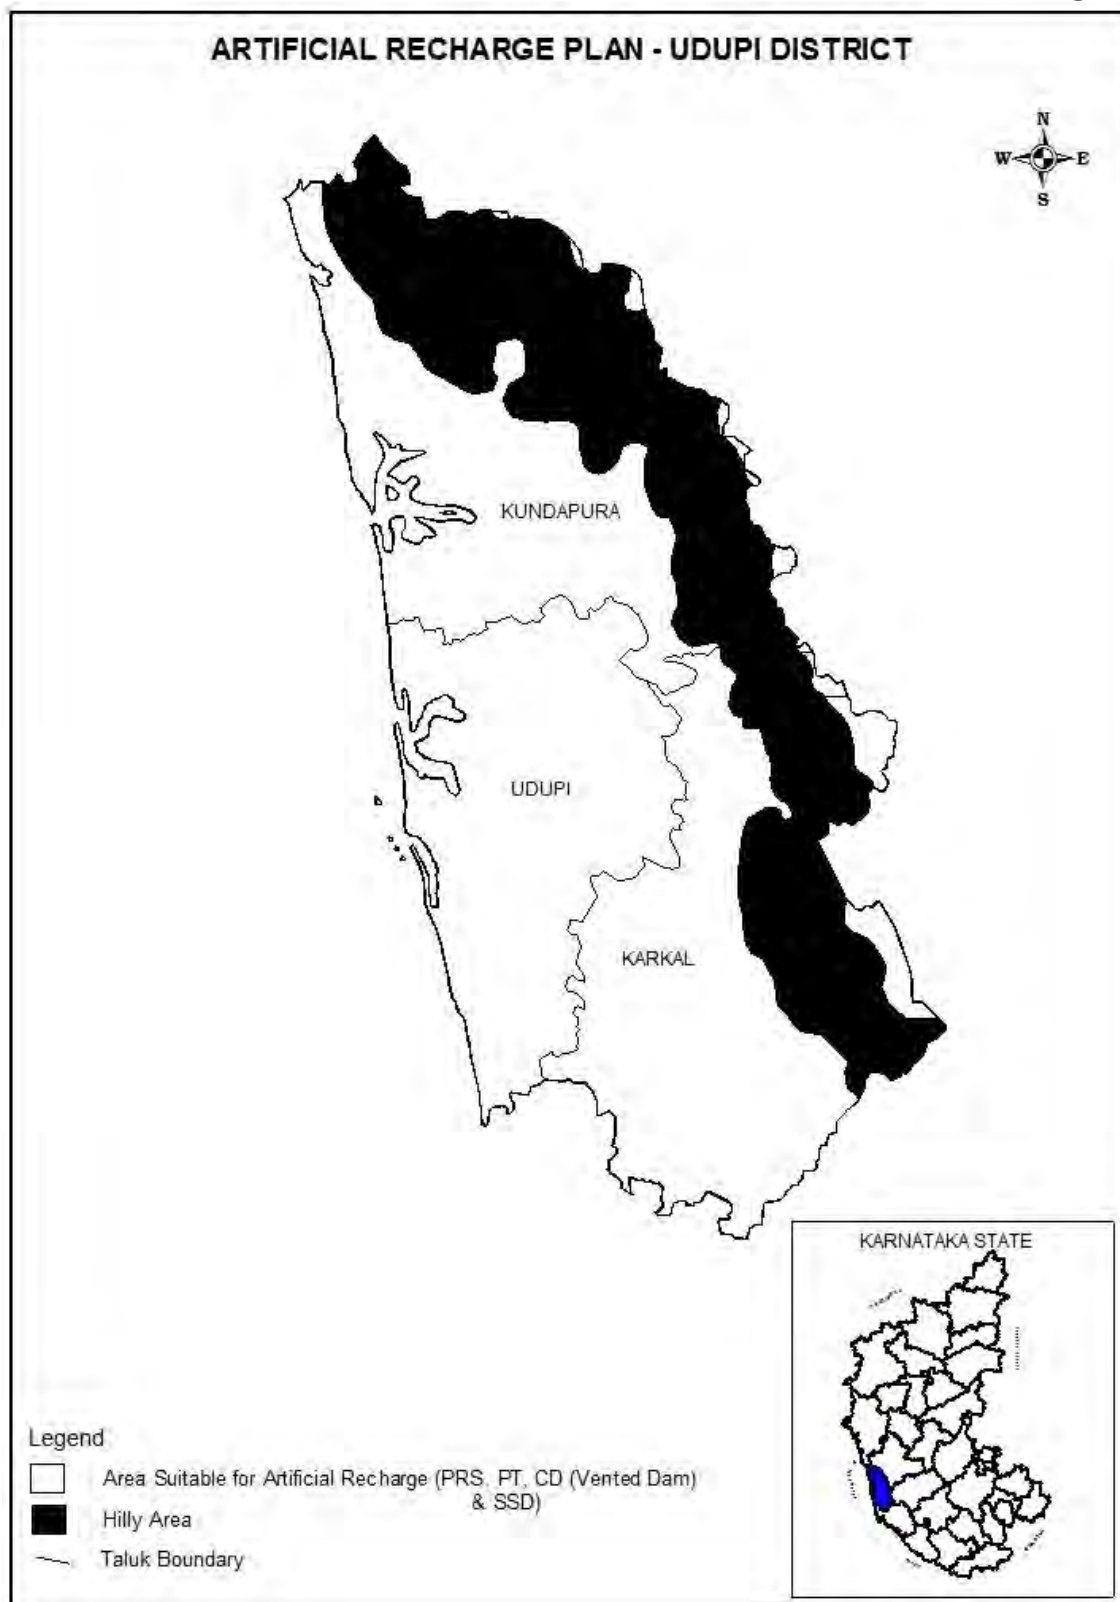 ARTIFICIAL RECHARGE PLAN - UDUPI DISTRICT
N
W E
S
KUNDAPURA
UDUPI
KARKAL
KARNATAKA STATE
Legend
Area Suitable for Artificial Recharge (PRS, PT, CD (Vented Dam)
& SSD)
Hilly Area
Taluk Boundary